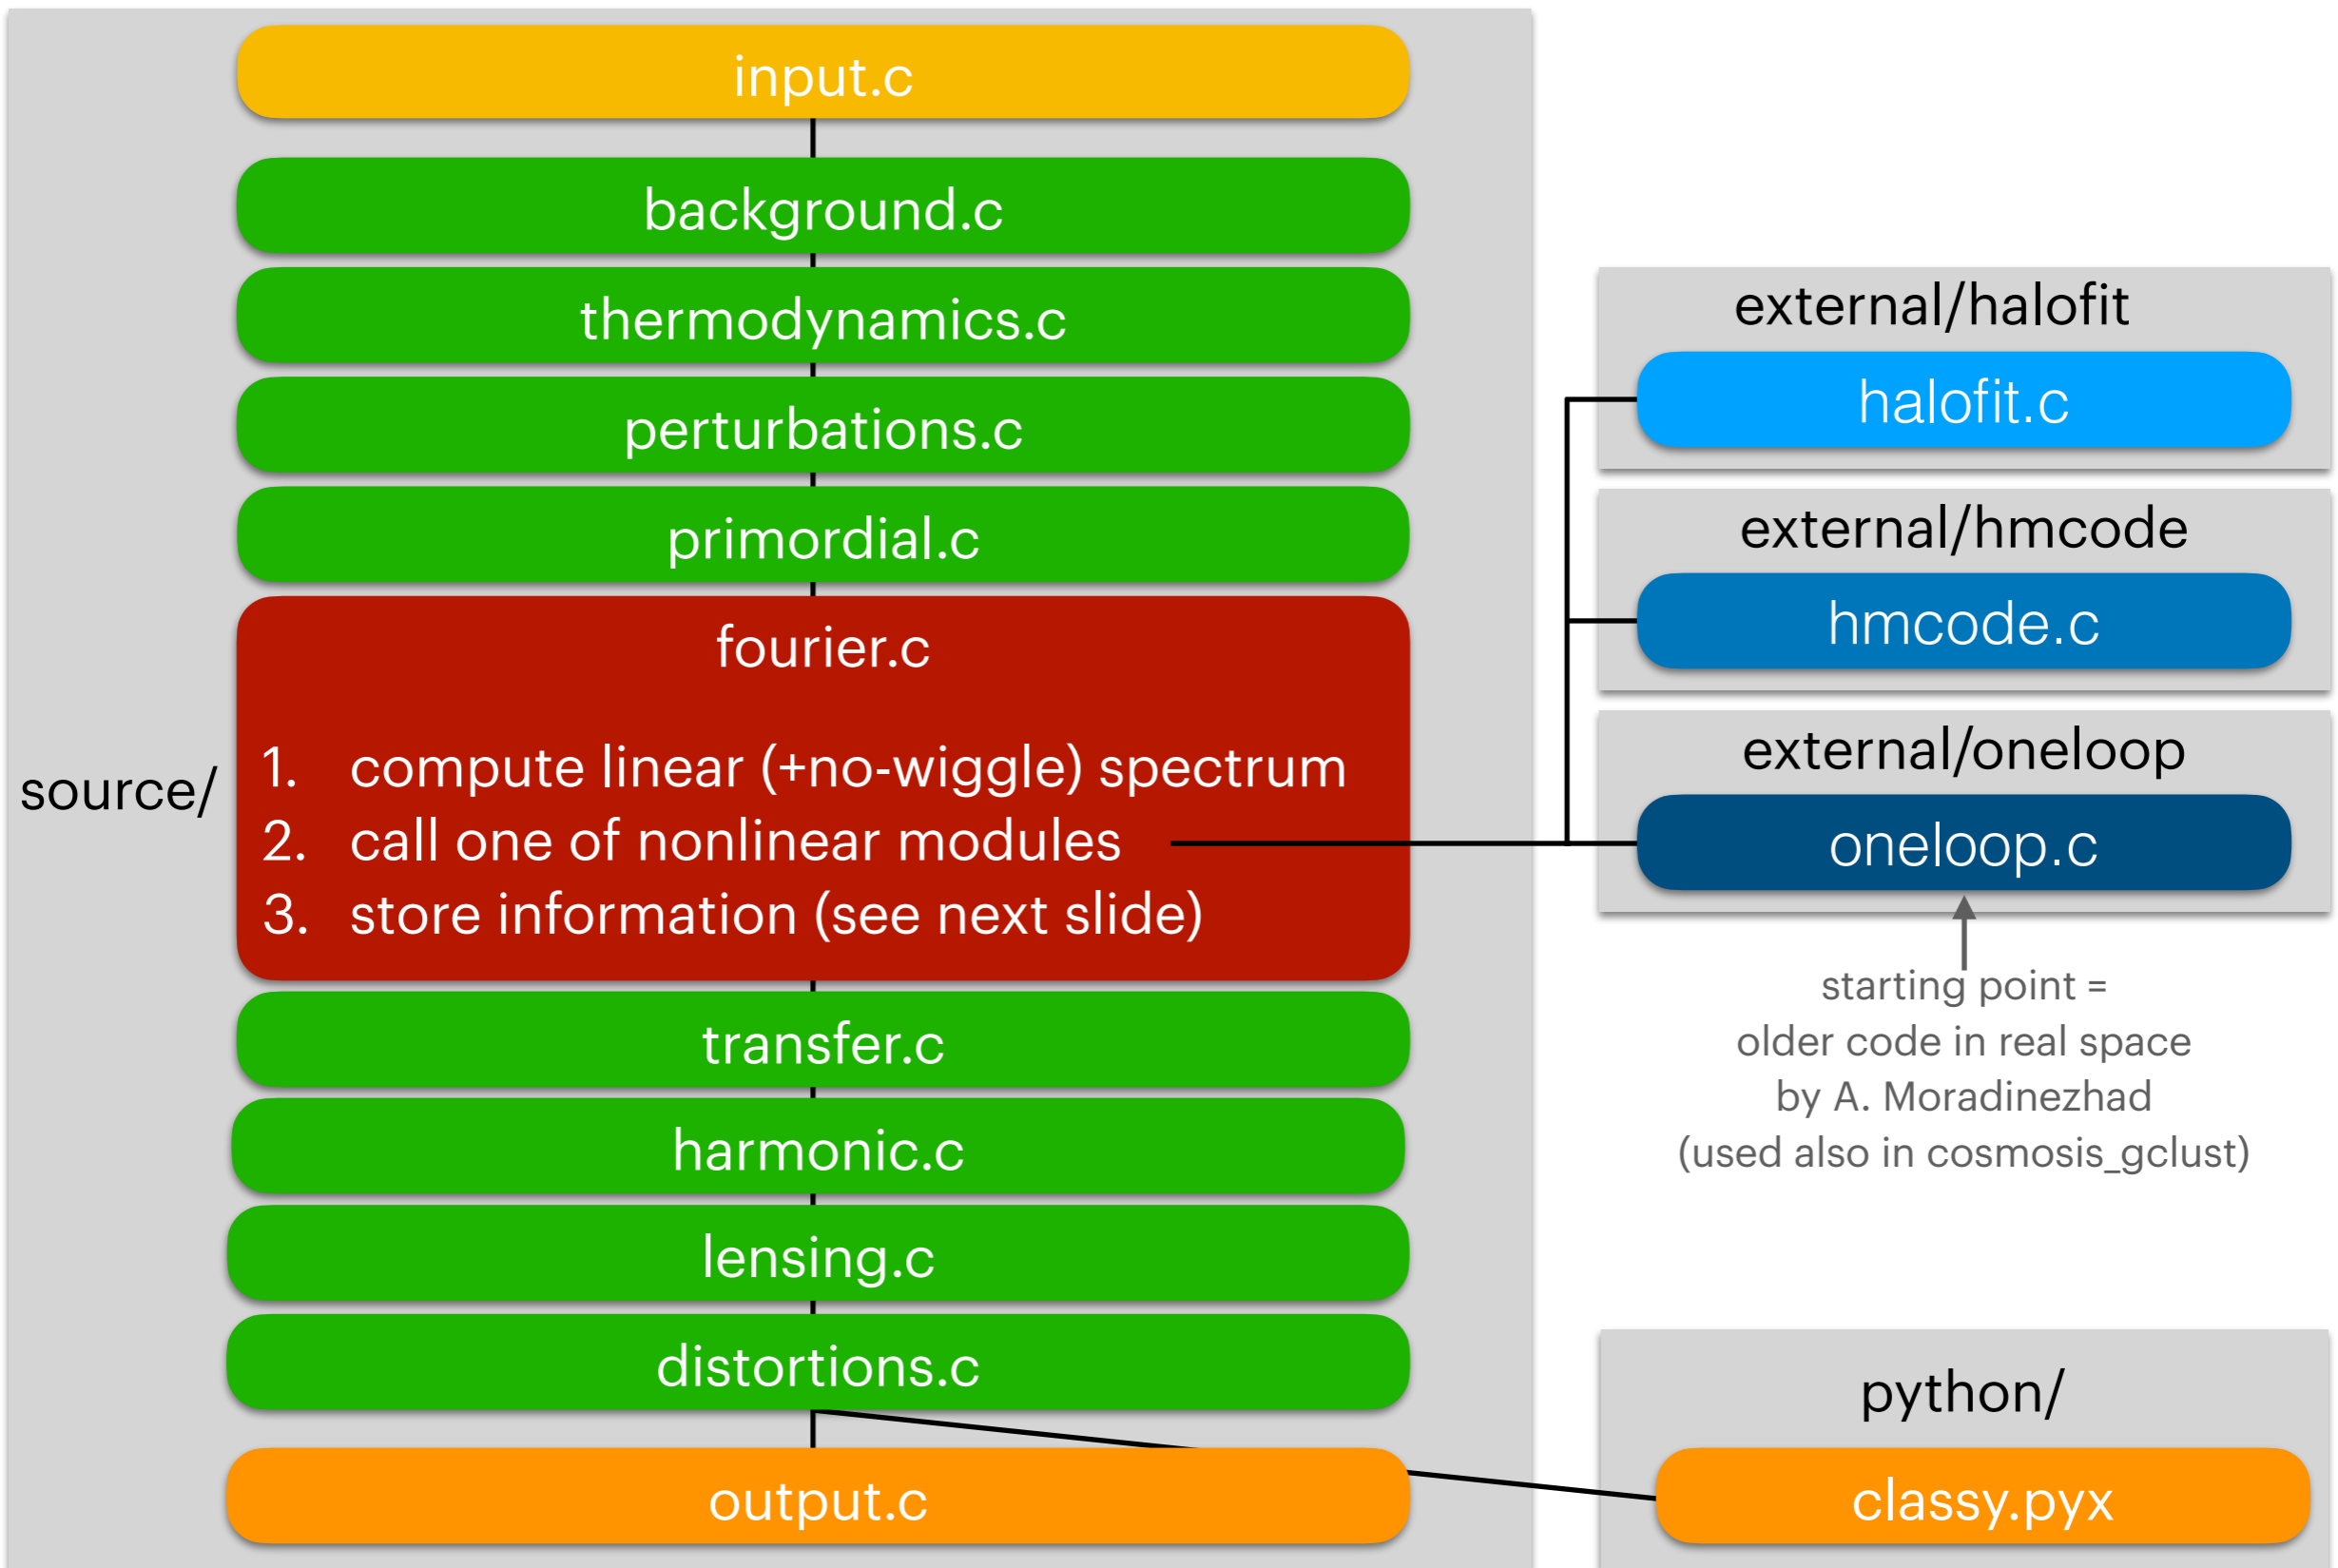 input.c
background.c
thermodynamics.c
perturbations.c
primordial.c
source/
fourier.c
1. compute linear (+no-wiggle) spectrum
2. call one of nonlinear modules
3. store information (see next slide)
transfer.c
harmonic.c
lensing.c
distortions.c
output.c
external/halofit
halofit.c
external/hmcode
hmcode.c
external/oneloop
oneloop.c
starting point =
older code in real space
by A. Moradinezhad
(used also in cosmosis_gclust)
python/
classy.pyx